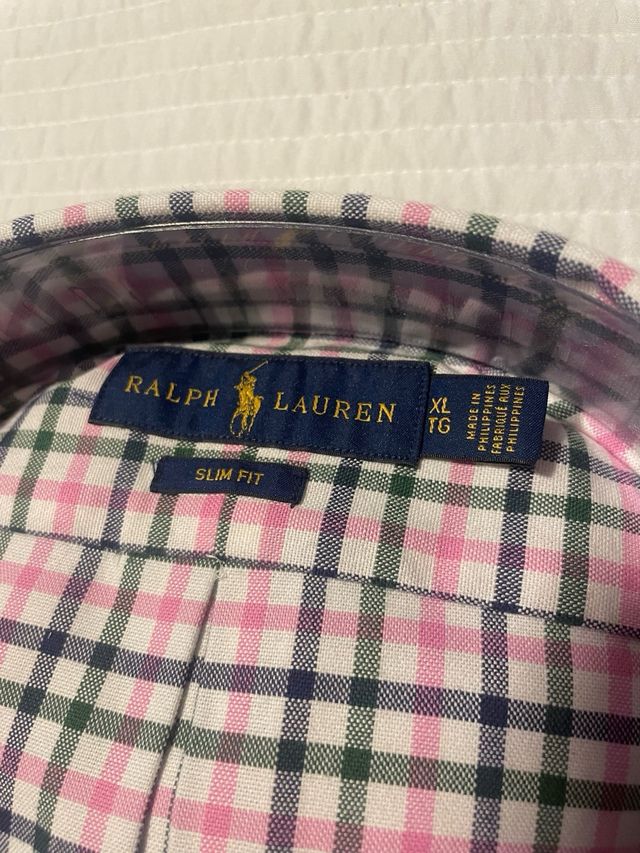 RALPH LAUREN
XL
TG
MADE IN
PHILIPPINES
FABRIQUÉ AUX
PHILIPPINES
SLIM FIT